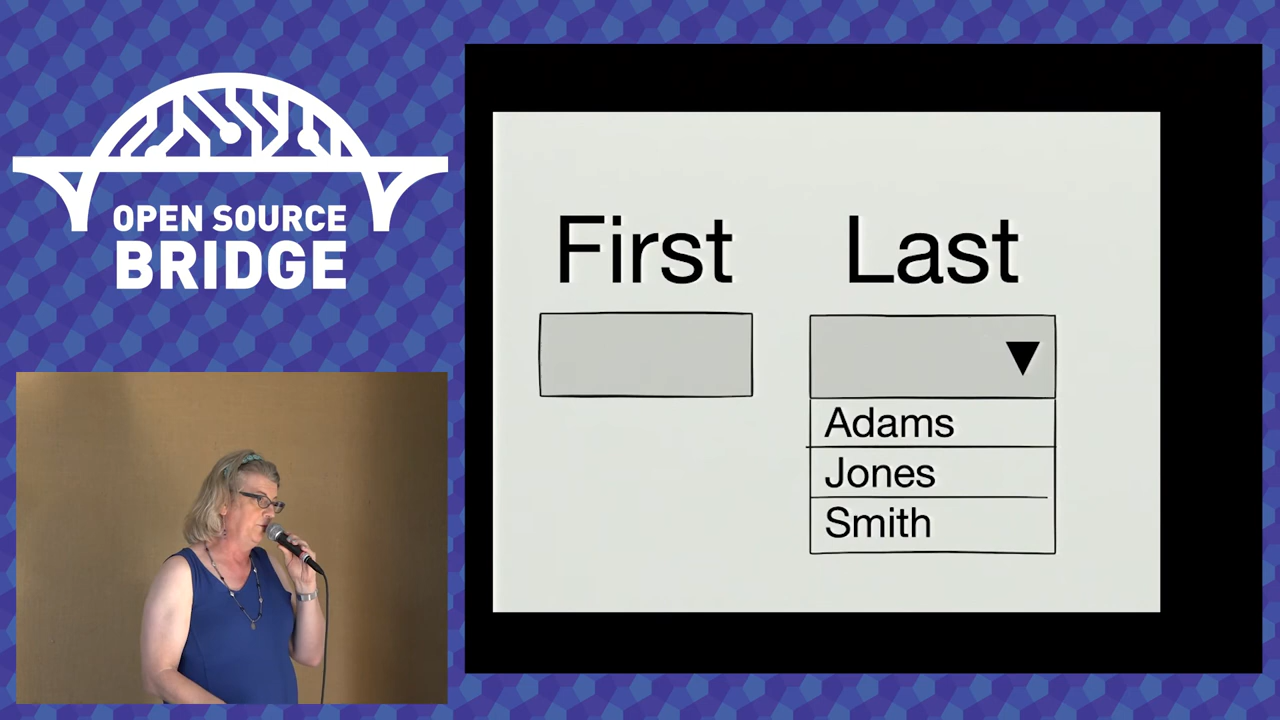 OPEN SOURCE
BRIDGE
First Last
Adams
Jones
Smith